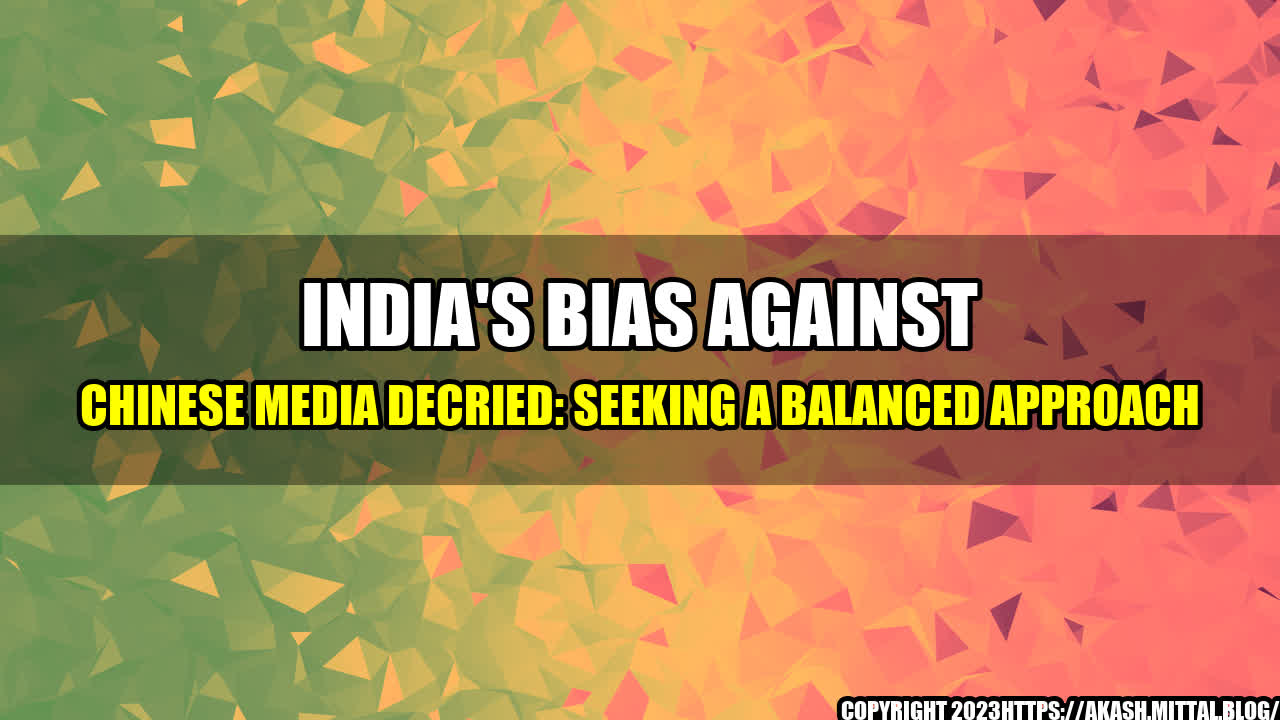 INDIA'S BIAS AGAINST
CHINESE MEDIA DECRIED: SEEKING A BALANCED APPROACH
COPYRIGHT 2023HTTPS://AKASH.MITTAL.BLOG/